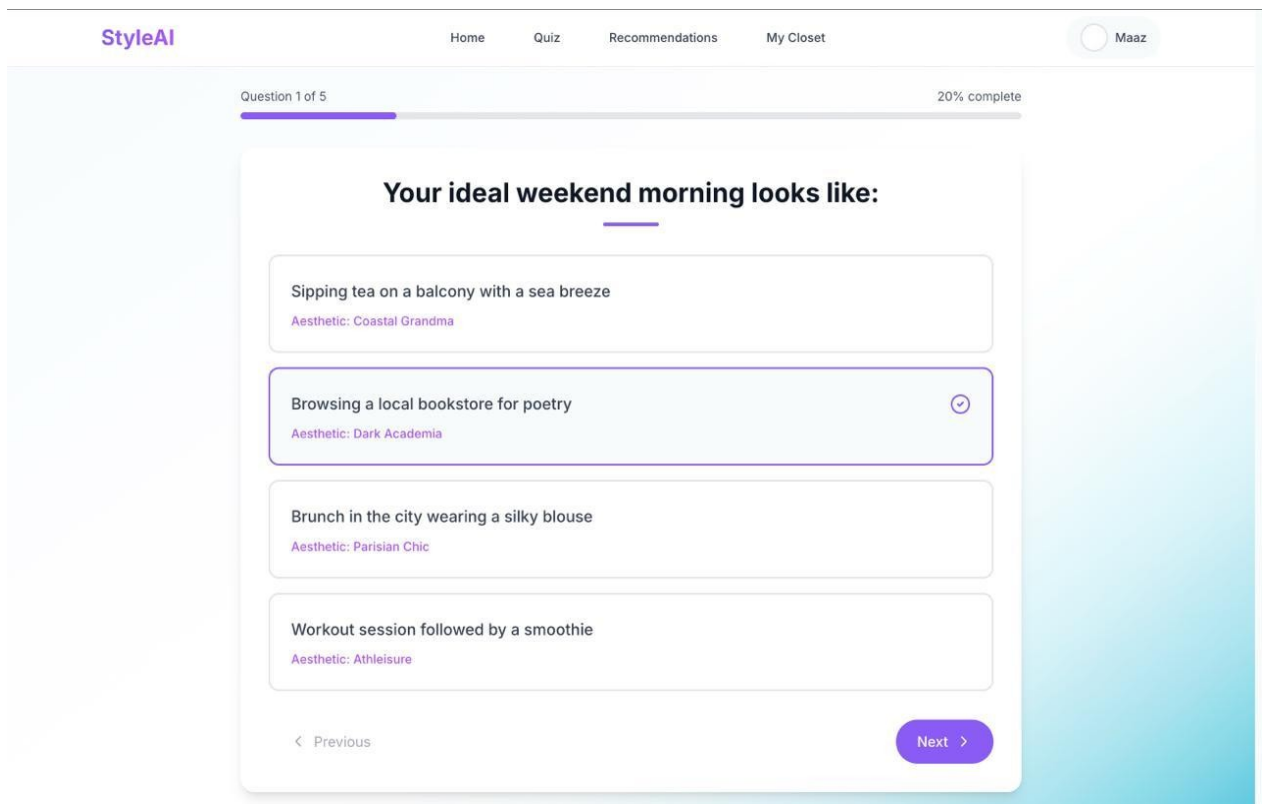 StyleAI
Home Quiz Recommendations My Closet
Maaz
Question 1 of 5
20% complete
Your ideal weekend morning looks like:
Sipping tea on a balcony with a sea breeze
Aesthetic: Coastal Grandma
Browsing a local bookstore for poetry
Aesthetic: Dark Academia
Brunch in the city wearing a silky blouse
Aesthetic: Parisian Chic
Workout session followed by a smoothie
Aesthetic: Athleisure
Previous
Next